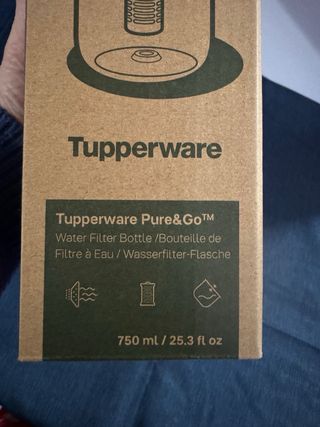 Tupperware
Tupperware Pure&Go™
Water Filter Bottle /Bouteille de
Filtre à Eau / Wasserfilter-Flasche
750 ml / 25.3 fl oz